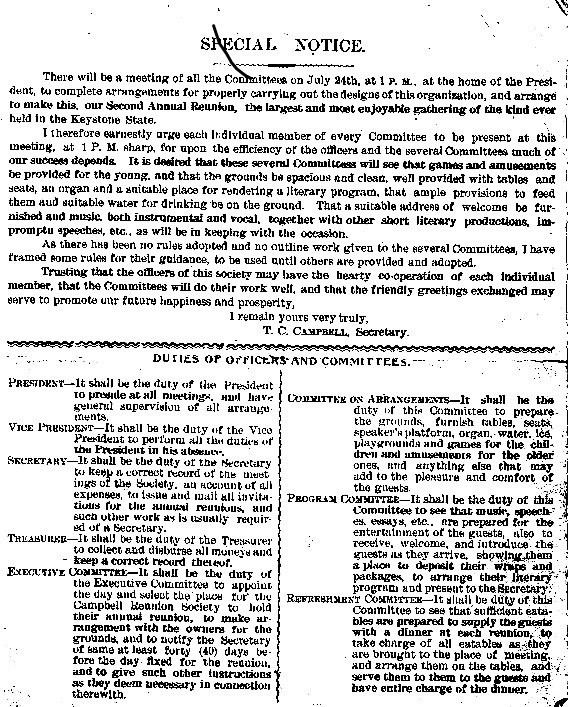 SPECIAL NOTICE.
There will be a meeting of all the Committees on July 24th, at 1 P. M., at the home of the Presi-
dent, to complete arrangements for properly carrying out the designs of this organization, and arrange
to make this, our Second Annual Reunion, the largest and most enjoyable gathering of the kind ever
held in the Keystone State.
I therefore earnestly urge each individual member of every Committee to be present at this
meeting, at 1 P. M. sharp, for upon the efficiency of the officers and the several Committees much of
our success depends. It is desired that these several Committees will see that games and amusements
be provided for the young, and that the grounds be spacious and clean, well provided with tables and
seats, an organ and a suitable place for rendering a literary program, that ample provisions to feed
them and suitable water for drinking be on the ground. That a suitable address of welcome be fur-
nished and music, both instrumental and vocal, together with other short literary productions, im-
promptu speeches, etc., as will be in keeping with the occasion.
As there has been no rules adopted and no outline work given to the several Committees, I have
framed some rules for their guidance, to be used until others are provided and adopted.
Trusting that the officers of this society may have the hearty co-operation of each individual
member, that the Committees will do their work well, and that the friendly greetings exchanged may
serve to promote our future happiness and prosperity,
I remain yours very truly,
T. C. CAMPBELL, Secretary.
DUTIES OF OFFICERS AND COMMITTEES.
PRESIDENT—It shall be the duty of the President
to preside at all meetings, and have
general supervision of all arrange-
ments.
VICE PRESIDENT—It shall be the duty of the Vice
President to perform all the duties of
the President in his absence.
SECRETARY—It shall be the duty of the Secretary
to keep a correct record of the meet-
ings of the Society, an account of all
expenses, to issue and mail all invita-
tions for the annual reunions, and
such other work as is usually requir-
ed of a Secretary.
TREASURER—It shall be the duty of the Treasurer
to collect and disburse all moneys and
keep a correct record thereof.
EXECUTIVE COMMITTEE—It shall be the duty of
the Executive Committee to appoint
the day and select the place for the
Campbell Reunion Society to hold
their annual reunion, to make ar-
rangement with the owners for the
grounds, and to notify the Secretary
of same at least forty (40) days be-
fore the day fixed for the reunion,
and to give such other instructions
as they deem necessary in connection
therewith.
COMMITTEE ON ARRANGEMENTS—It shall be the
duty of this Committee to prepare
the grounds, furnish tables, seats,
speaker's platform, organ, water, ice,
playgrounds and games for the chil-
dren and amusements for the older
ones, and anything else that may
add to the pleasure and comfort of
the guests.
PROGRAM COMMITTEE—It shall be the duty of this
Committee to see that music, speech-
es, essays, etc., are prepared for the
entertainment of the guests, also to
receive, welcome, and introduce the
guests as they arrive, showing them
a place to deposit their wraps and
packages, to arrange their literary
program and present to the Secretary.
REFRESHMENT COMMITTEE—It shall be duty of this
Committee to see that sufficient eata-
bles are prepared to supply the guests
with a dinner at each reunion, to
take charge of all eatables as they
are brought to the place of meeting,
and arrange them on the tables, and
serve them to them to the guests and
have entire charge of the dinner.